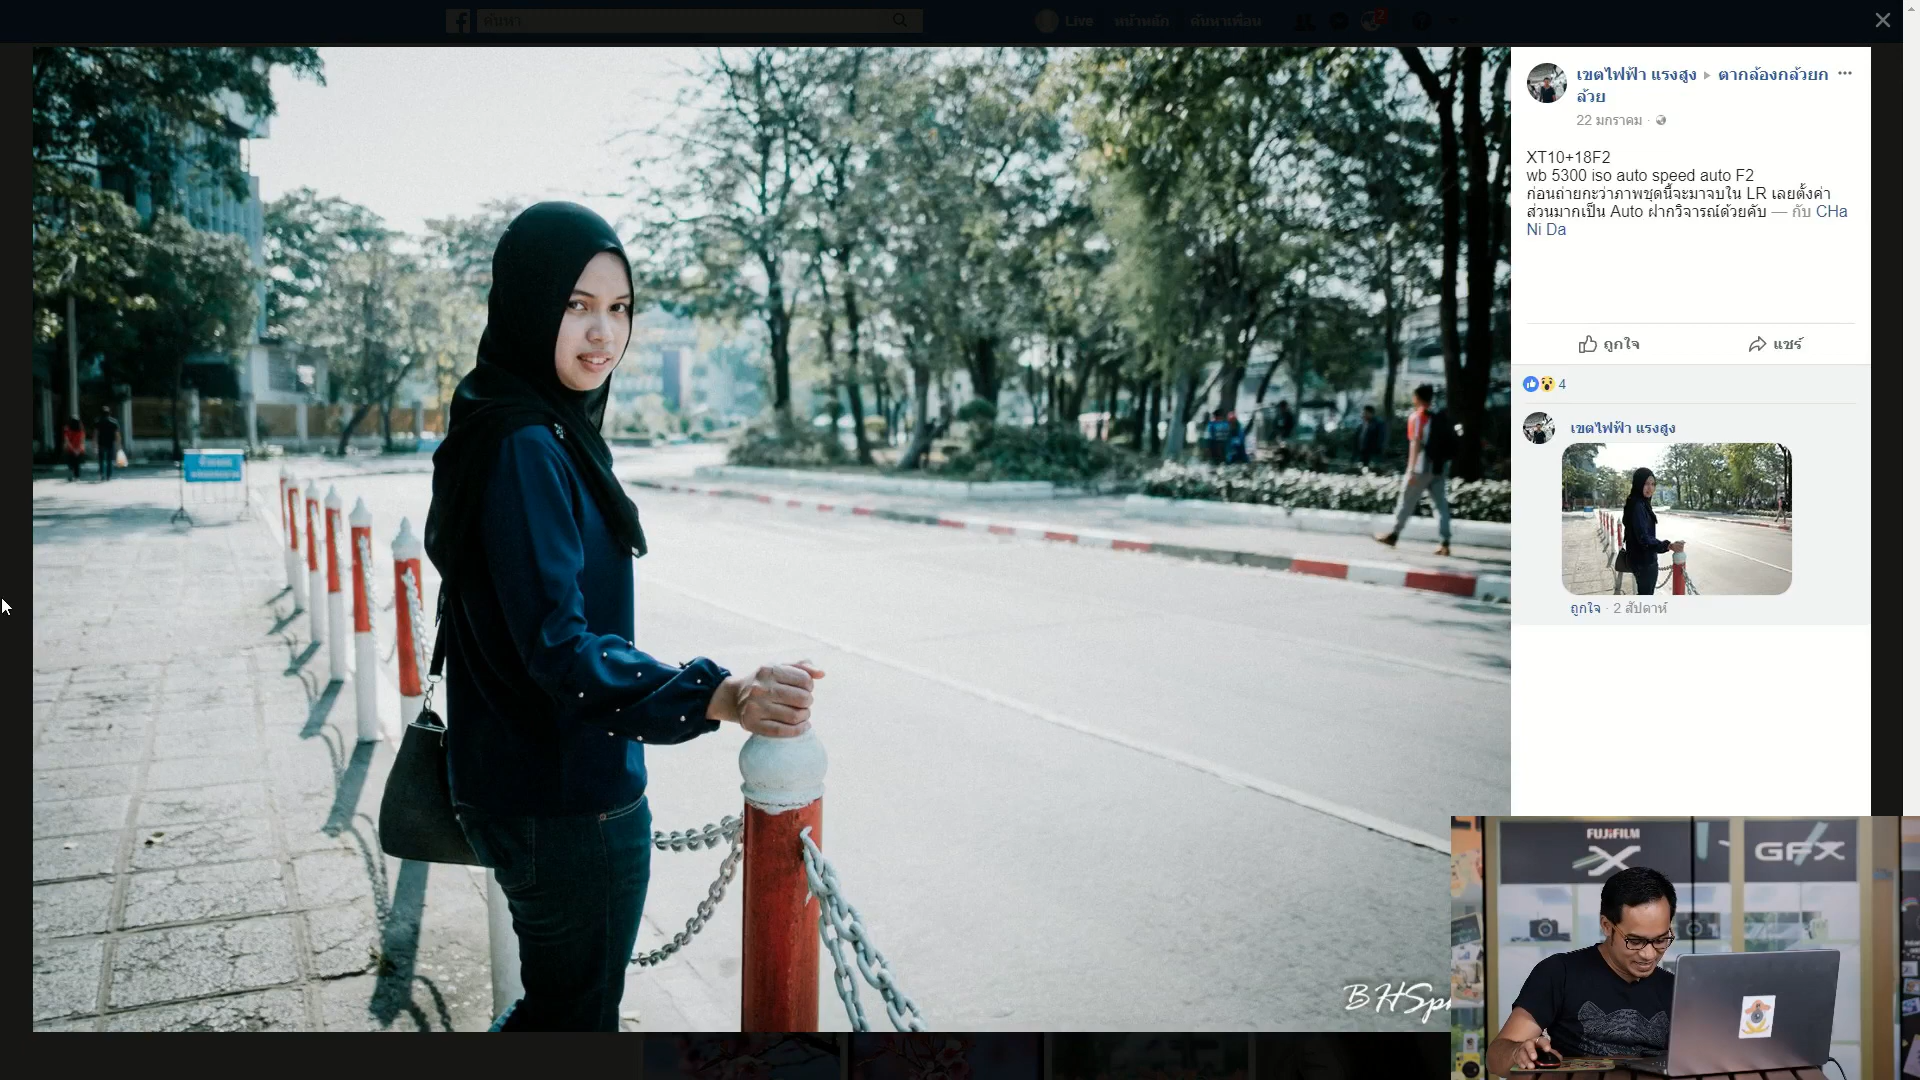 ค้นหา
Live หน้าหลัก ค้นหาเพื่อน
2
เขตไฟฟ้า แรงสูง ▸ ตากล้องกล้วยก
ล้วย
22 มกราคม ·
XT10+18F2
wb 5300 iso auto speed auto F2
ก่อนถ่ายกะว่าภาพชุดนี้จะมาจบใน LR เลยตั้งค่า
ส่วนมากเป็น Auto ฝากวิจารณ์ด้วยคับ — กับ CHa
Ni Da
ถูกใจ แชร์
4
เขตไฟฟ้า แรงสูง
ถูกใจ · 2 สัปดาห์
FUJIFILM
X
GFX